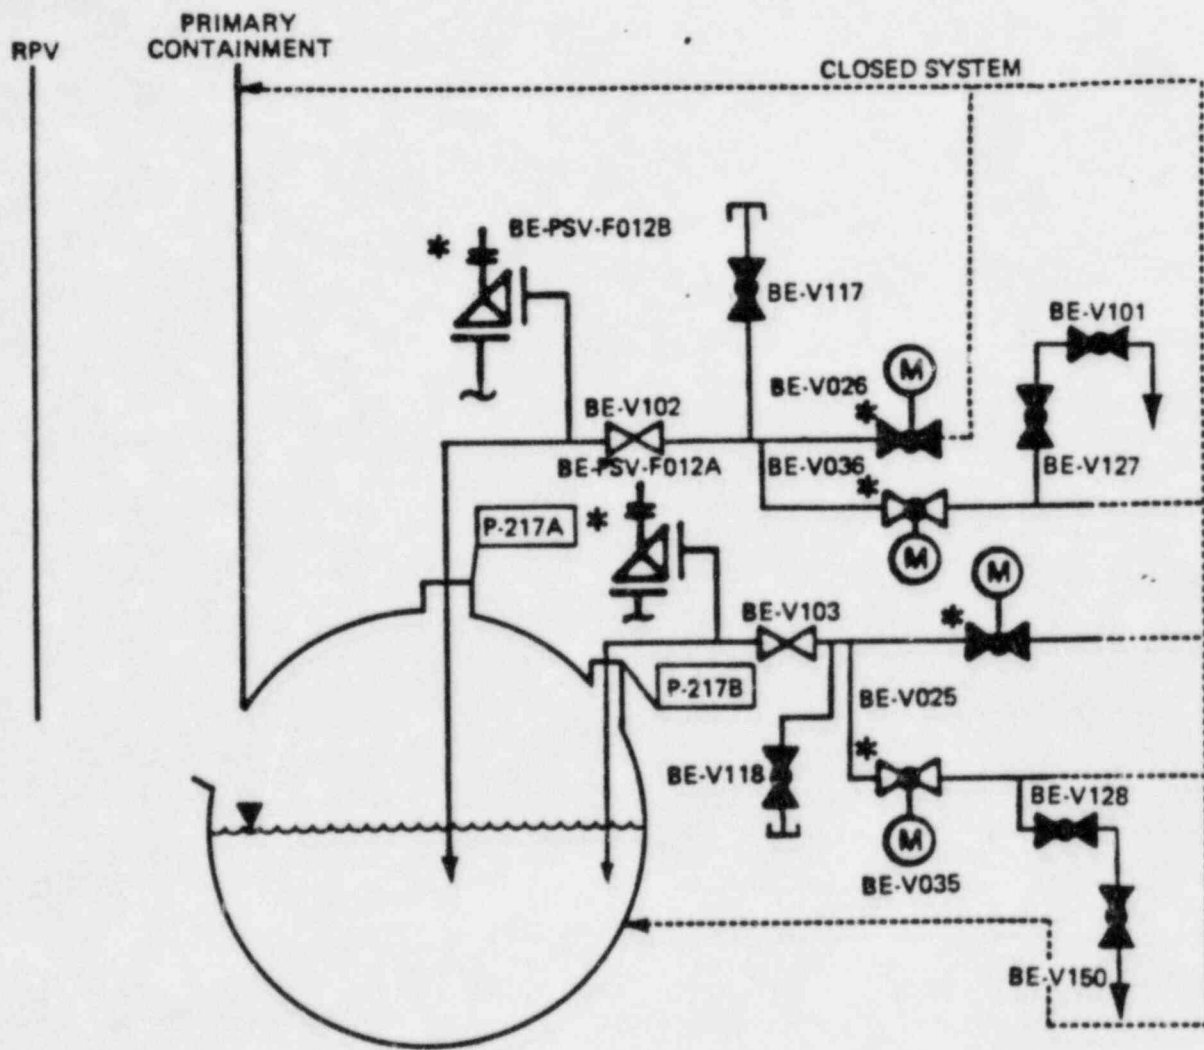 RPV
PRIMARY
CONTAINMENT
CLOSED SYSTEM
* BE-PSV-F012B
BE-V117
BE-V101
M
BE-V026
*
BE-V102
BE-PSV-F012A
BE-V036
*
BE-V127
P-217A
*
M
M
BE-V103
*
P-217B
BE-V025
*
BE-V118
BE-V128
M
BE-V035
BE-V150